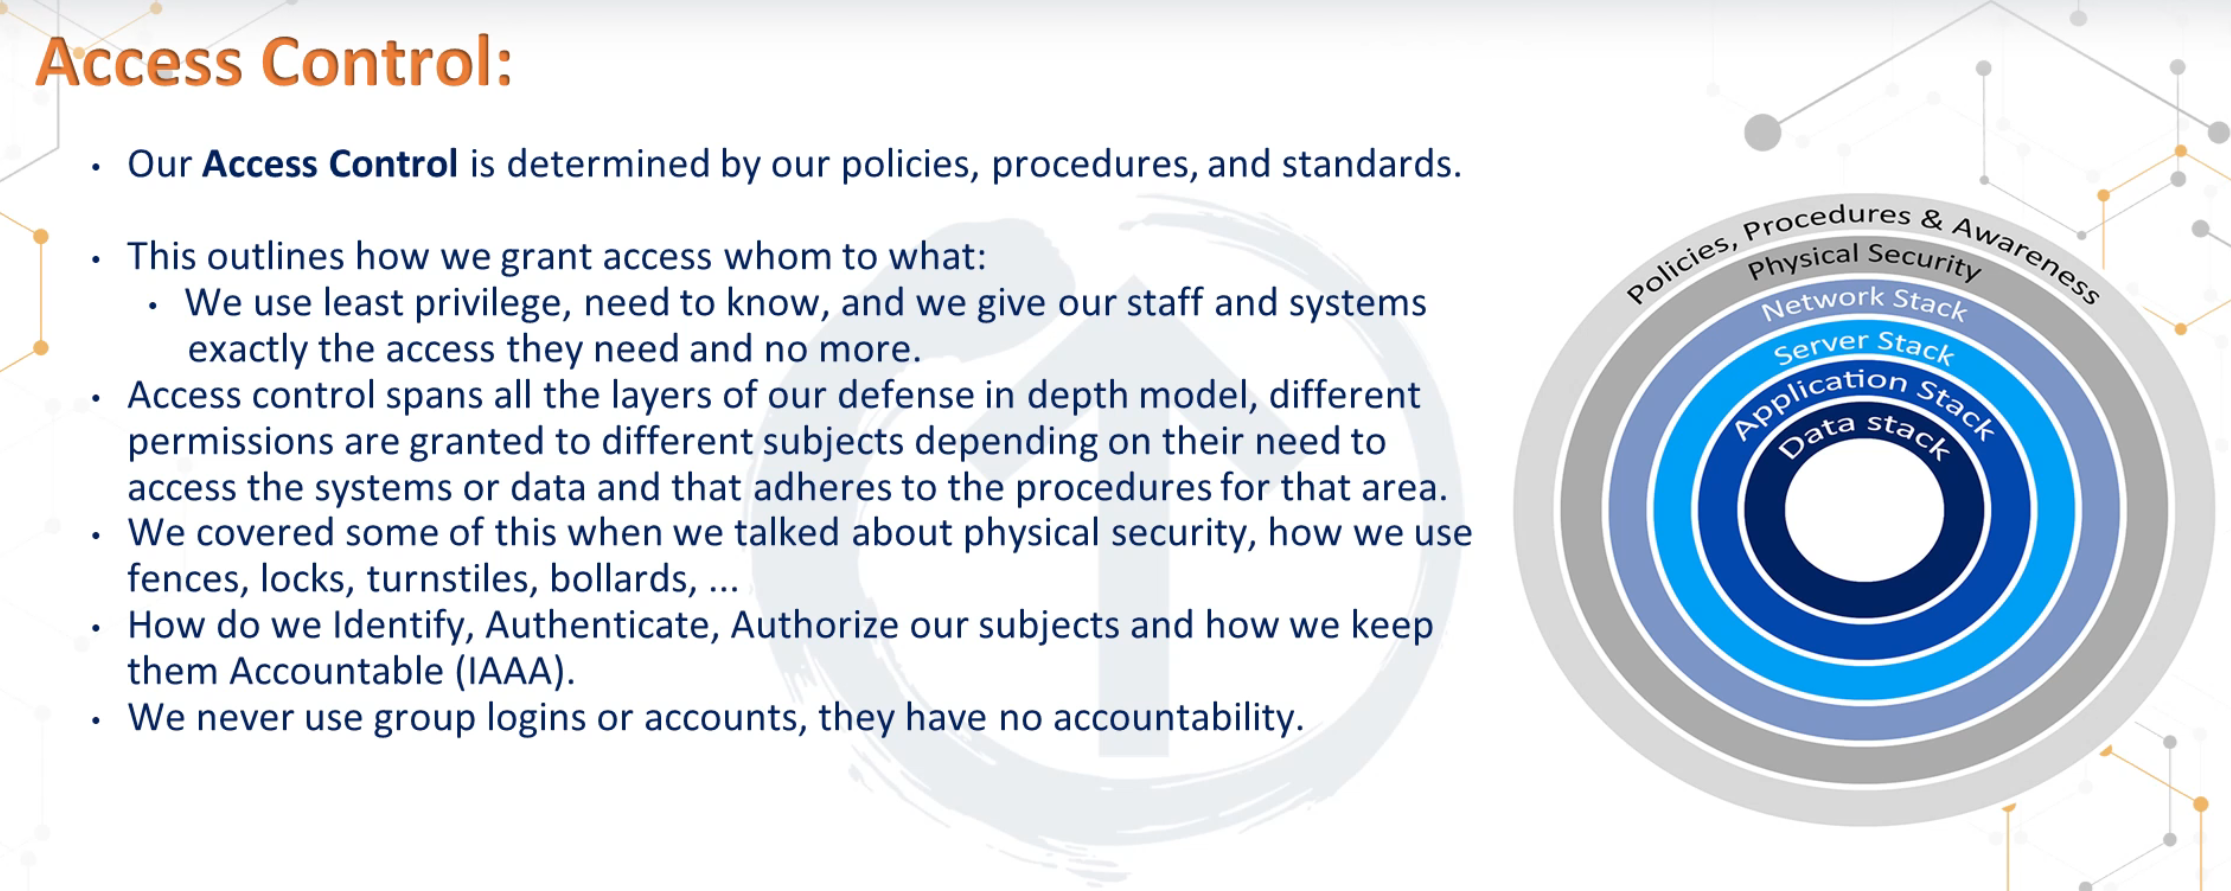 Access Control:
• Our Access Control is determined by our policies, procedures, and standards.
• This outlines how we grant access whom to what:
• We use least privilege, need to know, and we give our staff and systems
exactly the access they need and no more.
• Access control spans all the layers of our defense in depth model, different
permissions are granted to different subjects depending on their need to
access the systems or data and that adheres to the procedures for that area.
• We covered some of this when we talked about physical security, how we use
fences, locks, turnstiles, bollards, ...
• How do we Identify, Authenticate, Authorize our subjects and how we keep
them Accountable (IAAA).
• We never use group logins or accounts, they have no accountability.
Policies, Procedures & Awareness
Physical Security
Network Stack
Server Stack
Application Stack
Data stack